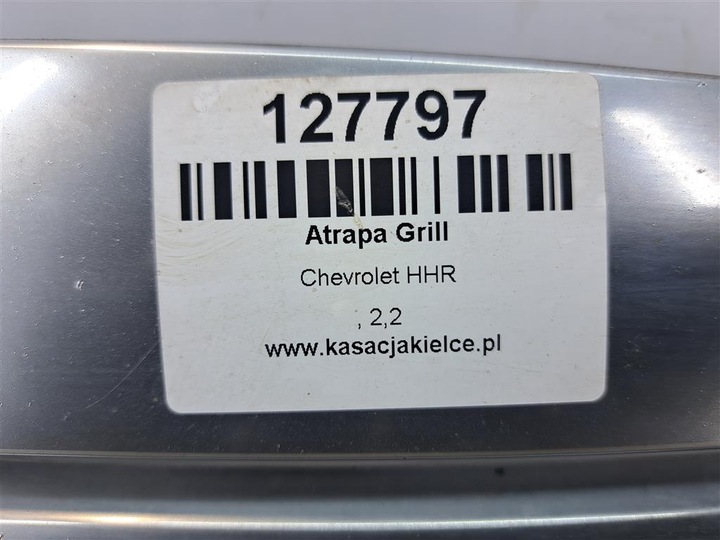 127797
Atrapa Grill
Chevrolet HHR
, 2,2
www.kasacjakielce.pl